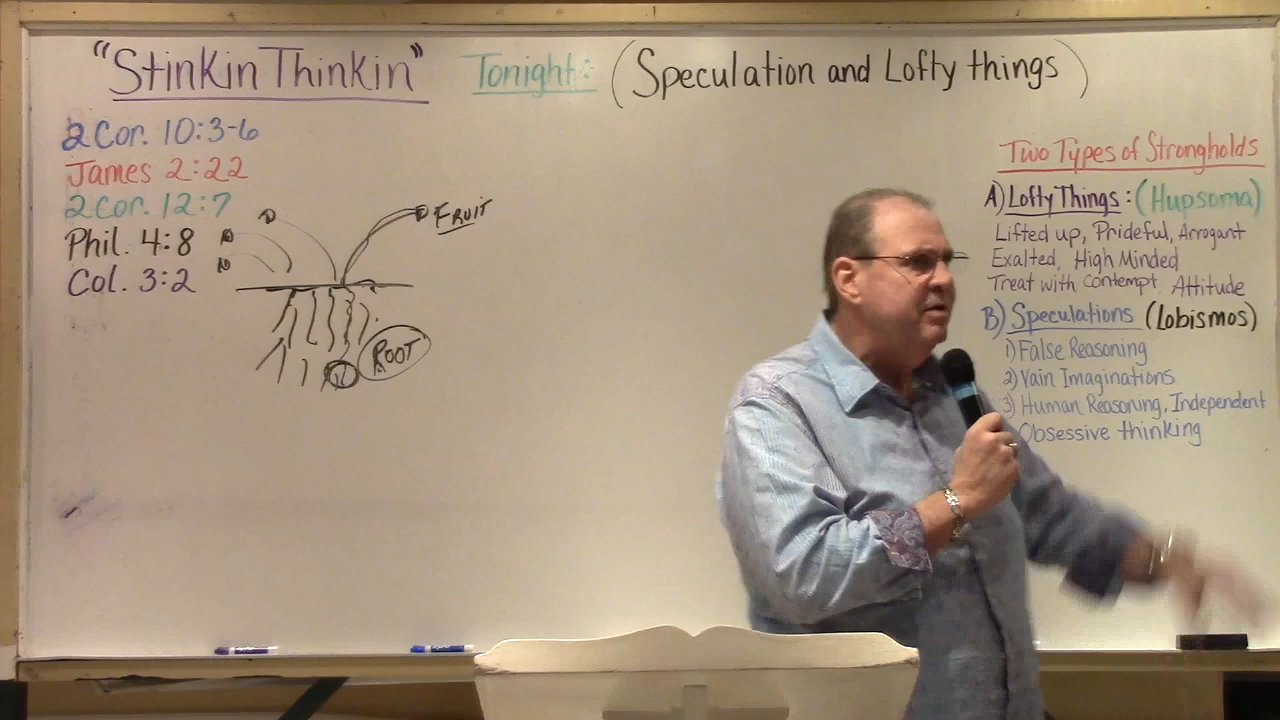 "Stinkin Thinkin" Tonight: (Speculation and Lofty things)
2 Cor. 10:3-6
James 2:22
2 Cor. 12:7
Phil. 4:8
Col. 3:2
FRUIT
ROOT
Two Types of Strongholds
A) Lofty Things: (Hupsoma)
Lifted up, Prideful, Arrogant
Exalted, High Minded
Treat with Contempt, Attitude
B) Speculations (Lobismos)
1) False Reasoning
2) Vain Imaginations
3) Human Reasoning, Independent
Obsessive thinking